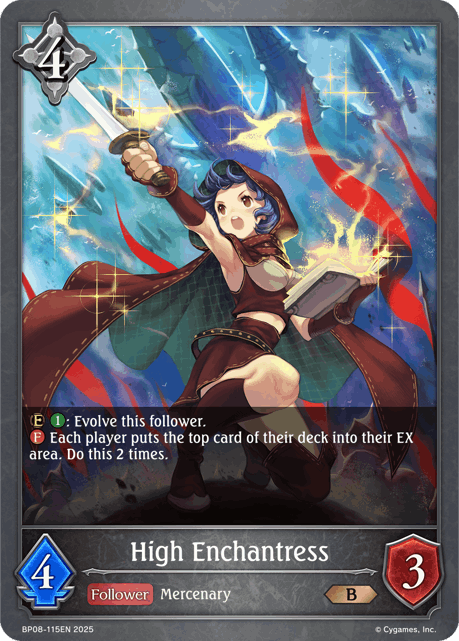 4
E 1: Evolve this follower.
F Each player puts the top card of their deck into their EX
area. Do this 2 times.
High Enchantress
4
Follower Mercenary
B
3
BP08-115EN 2025
© Cygames, Inc.